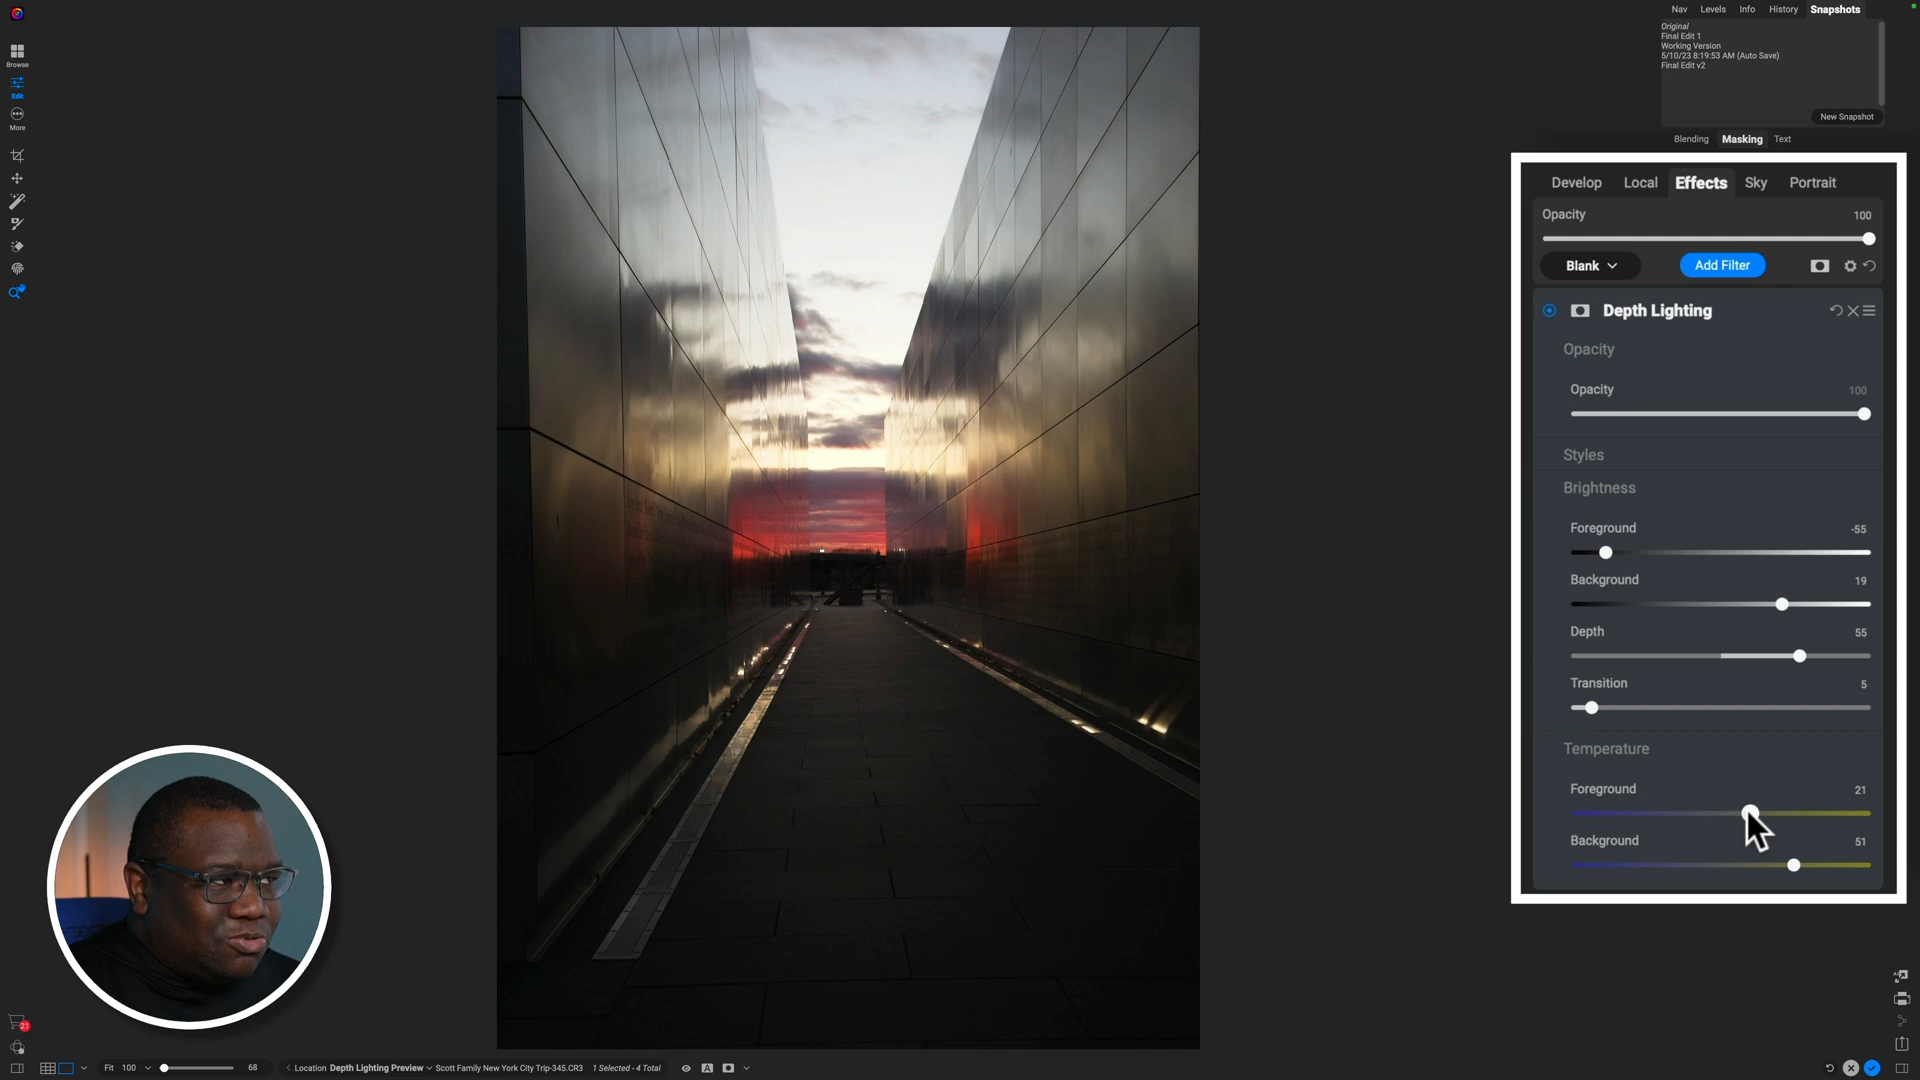 Nav Levels Info History Snapshots
Original
Final Edit 1
Working Version
5/10/23 8:19:53 AM (Auto Save)
Final Edit v2
New Snapshot
Blending Masking Text
Browse
Edit
More
Develop Local Effects Sky Portrait
Opacity 100
Blank Add Filter
Depth Lighting
Opacity
Opacity 100
Styles
Brightness
Foreground -55
Background 19
Depth 55
Transition 5
Temperature
Foreground 21
Background 51
21
Fit 100 68 Location Depth Lighting Preview Scott Family New York City Trip-345.CR3 1 Selected - 4 Total
A